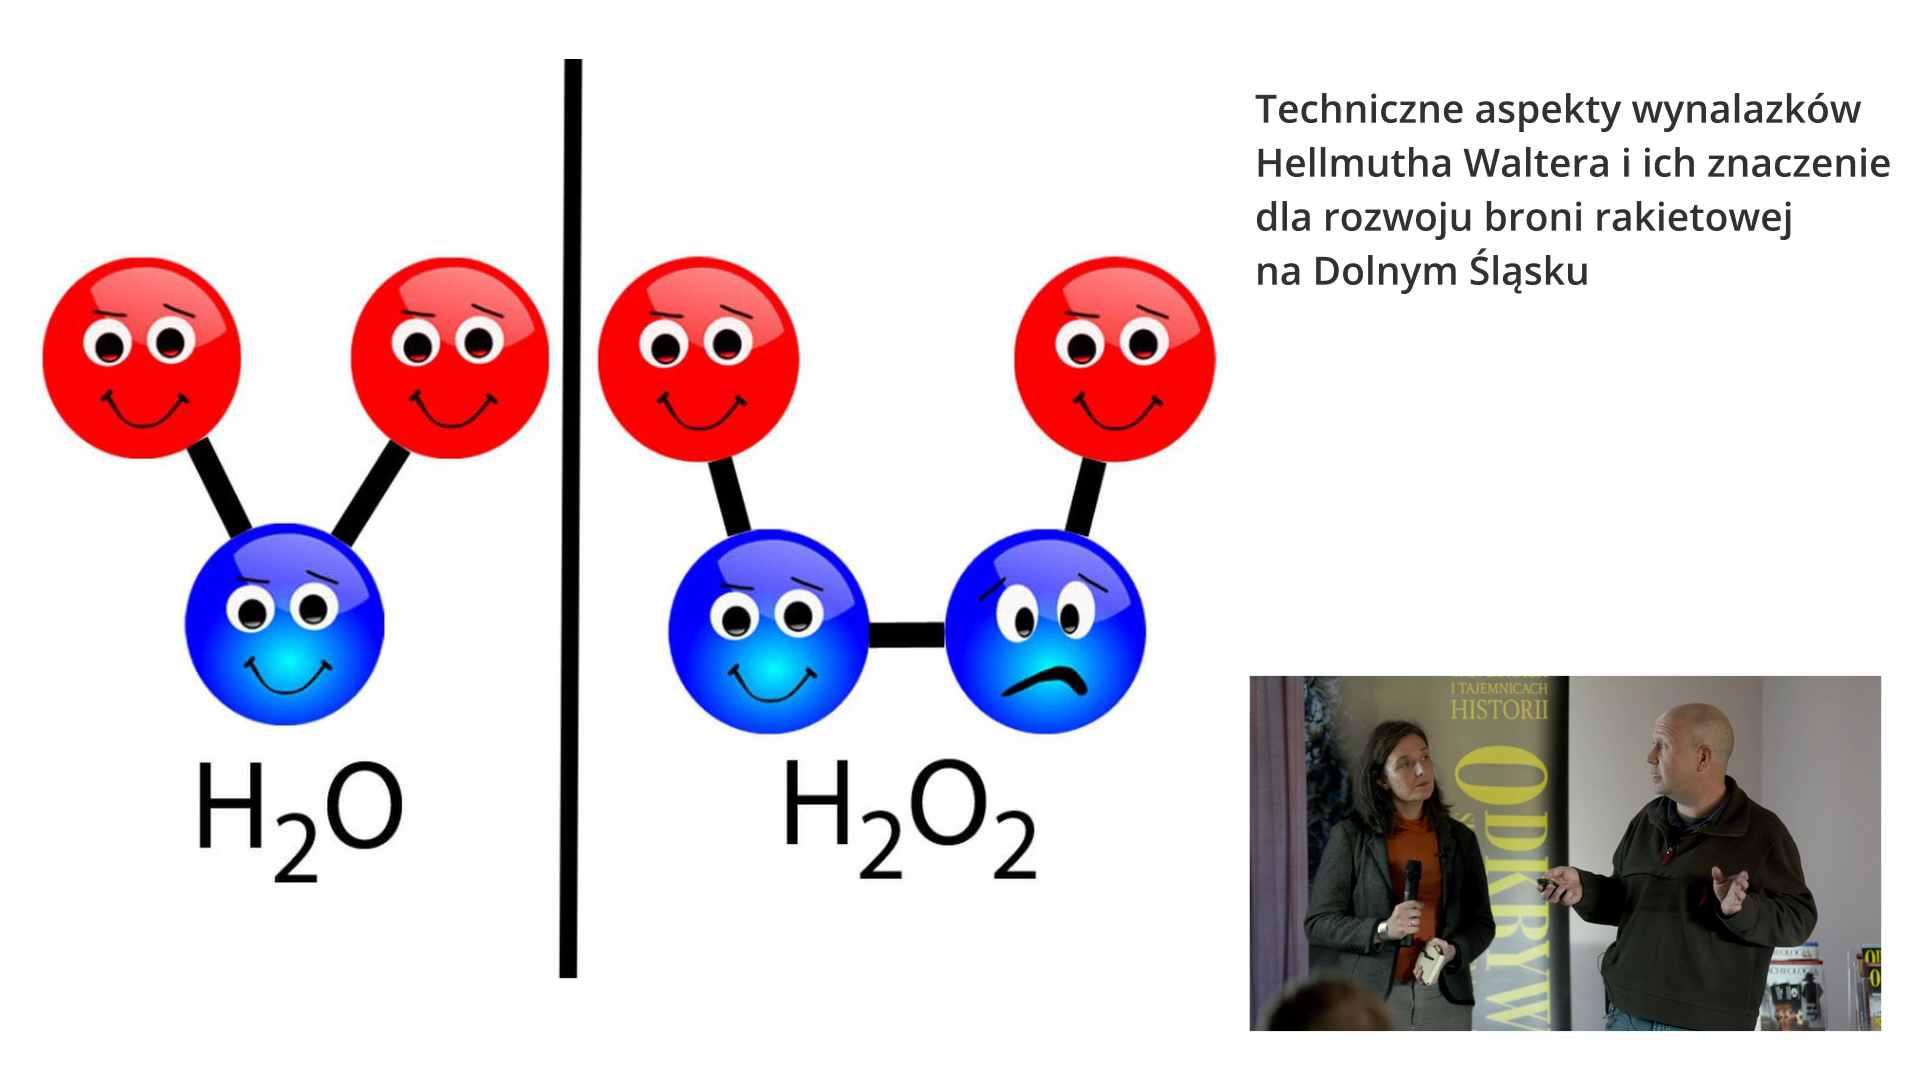 Techniczne aspekty wynalazków
Hellmutha Waltera i ich znaczenie
dla rozwoju broni rakietowej
na Dolnym Śląsku
H2O
H2O2
I TAJEMNICACH
HISTORII
ODKRYW